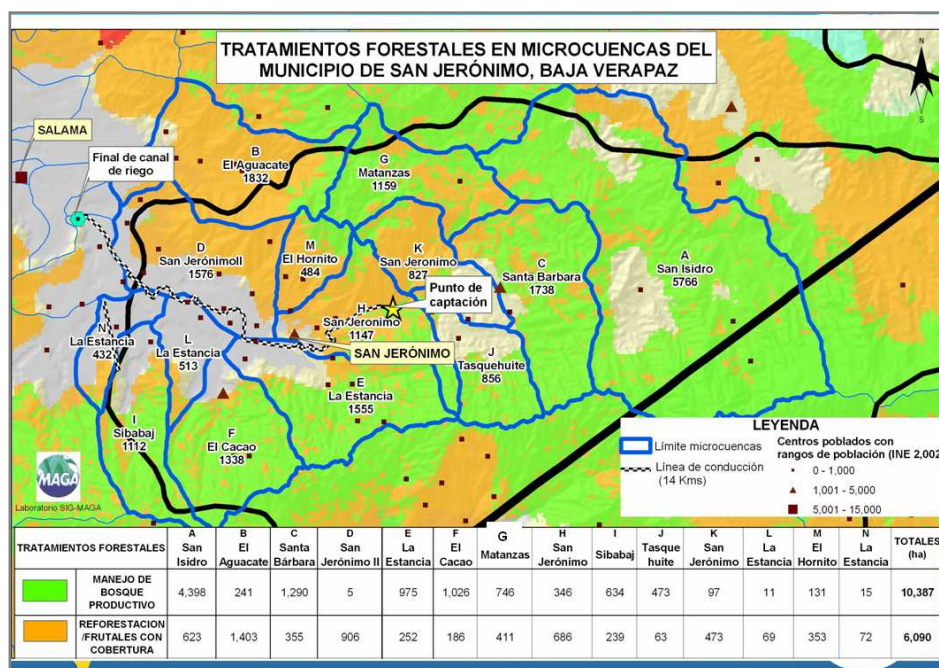 TRATAMIENTOS FORESTALES EN MICROCUENCAS DEL
MUNICIPIO DE SAN JERÓNIMO, BAJA VERAPAZ
N
S
SALAMA
Final de canal
de riego
B
El Aguacate
1832
G
Matanzas
1159
D
San JerónimoII
1576
M
El Hornito
484
K
San Jeronimo
827
C
Santa Barbara
1738
A
San Isidro
5766
Punto de
captación
H
San Jeronimo
1147
N
La Estancia
432
L
La Estancia
513
SAN JERÓNIMO
J
Tasquehuite
856
E
La Estancia
1555
I
Sibabaj
1112
F
El Cacao
1338
MAGA
Laboratorio SIG-MAGA
LEYENDA
Límite microcuencas
Línea de conducción
(14 Kms)
Centros poblados con
rangos de población (INE 2,002
0 - 1,000
1,001 - 5,000
5,001 - 15,000
TRATAMIENTOS FORESTALES A San Isidro B El Aguacate C Santa Bárbara D San Jerónimo II E La Estancia F El Cacao G Matanzas H San Jerónimo I Sibabaj J Tasque huite K San Jerónimo L La Estancia M El Hornito N La Estancia TOTALES (ha)
MANEJO DE BOSQUE PRODUCTIVO 4,398 241 1,290 5 975 1,026 746 346 634 473 97 11 131 15 10,387
REFORESTACION /FRUTALES CON COBERTURA 623 1,403 355 906 252 186 411 686 239 63 473 69 353 72 6,090